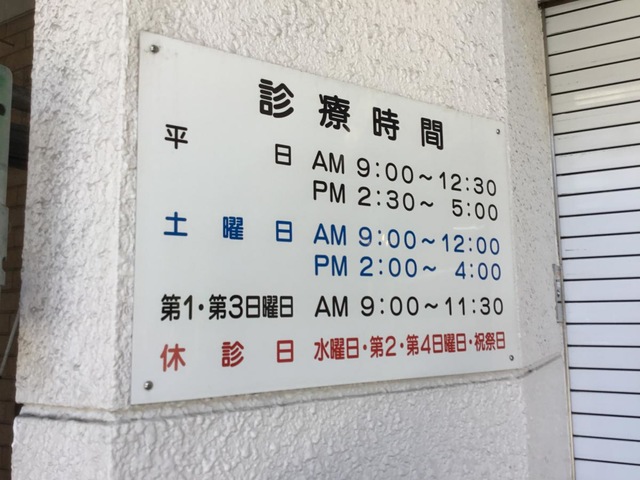 診療時間
平日 AM 9:00～12:30
PM 2:30～ 5:00
土曜日 AM 9:00～12:00
PM 2:00～ 4:00
第1・第3日曜日 AM 9:00～11:30
休診日 水曜日・第2・第4日曜日・祝祭日